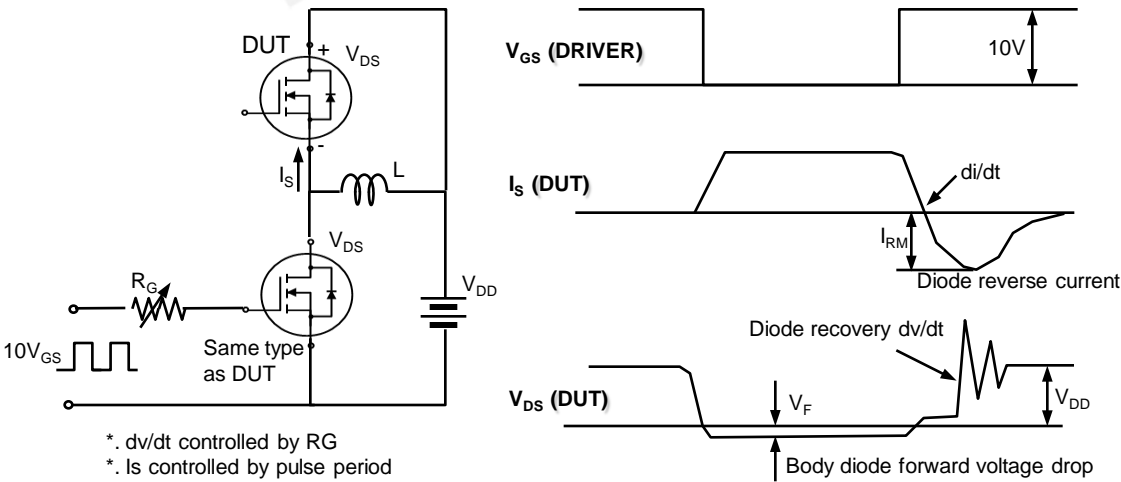 DUT
+
V_DS
-
I_S
L
V_DS
R_G
V_DD
10V_GS
Same type
as DUT
*. dv/dt controlled by RG
*. Is controlled by pulse period
V_GS (DRIVER)
10V
I_S (DUT)
di/dt
I_RM
Diode reverse current
Diode recovery dv/dt
V_DS (DUT)
V_F
V_DD
Body diode forward voltage drop